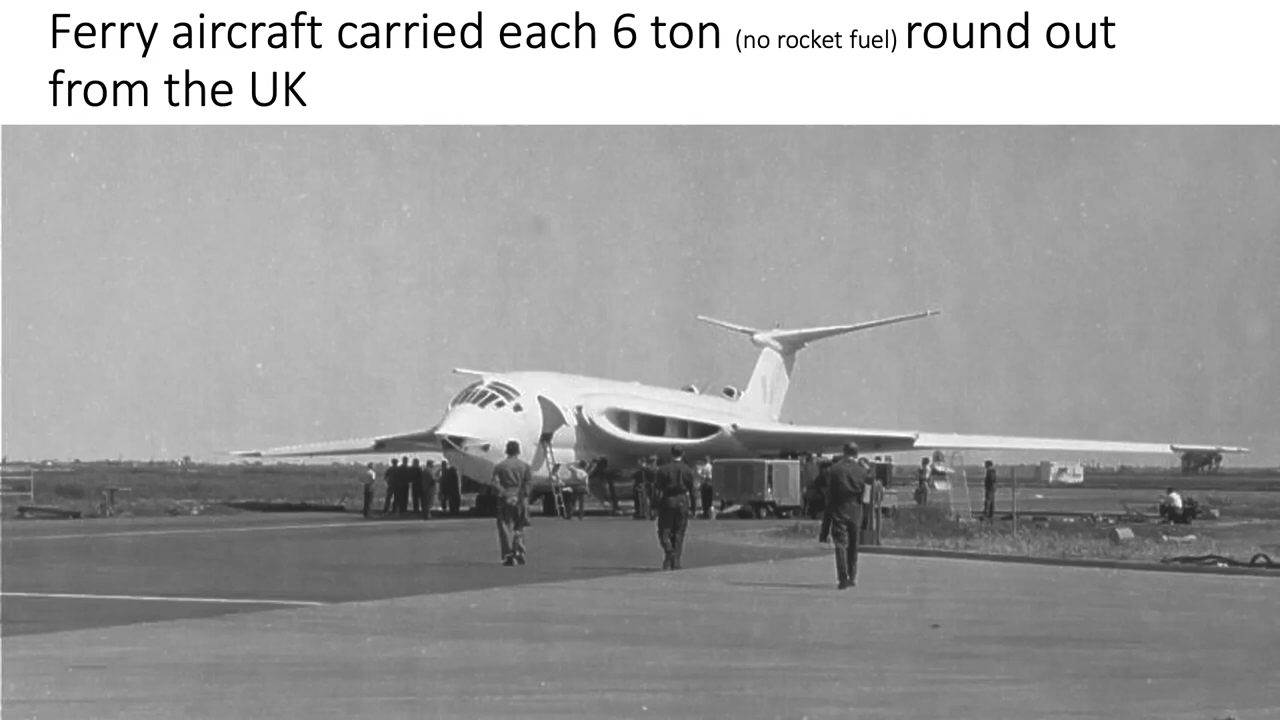 Ferry aircraft carried each 6 ton (no rocket fuel) round out
from the UK